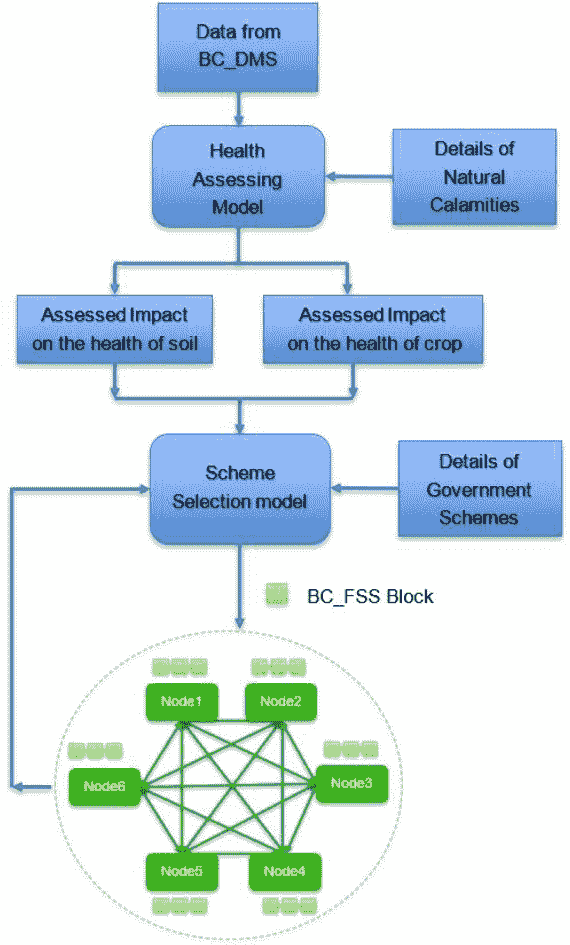 Data from
BC_DMS
Health
Assessing
Model
Details of
Natural
Calamities
Assessed Impact
on the health of soil
Assessed Impact
on the health of crop
Scheme
Selection model
Details of
Government
Schemes
BC_FSS Block
Node1
Node2
Node6
Node3
Node5
Node4